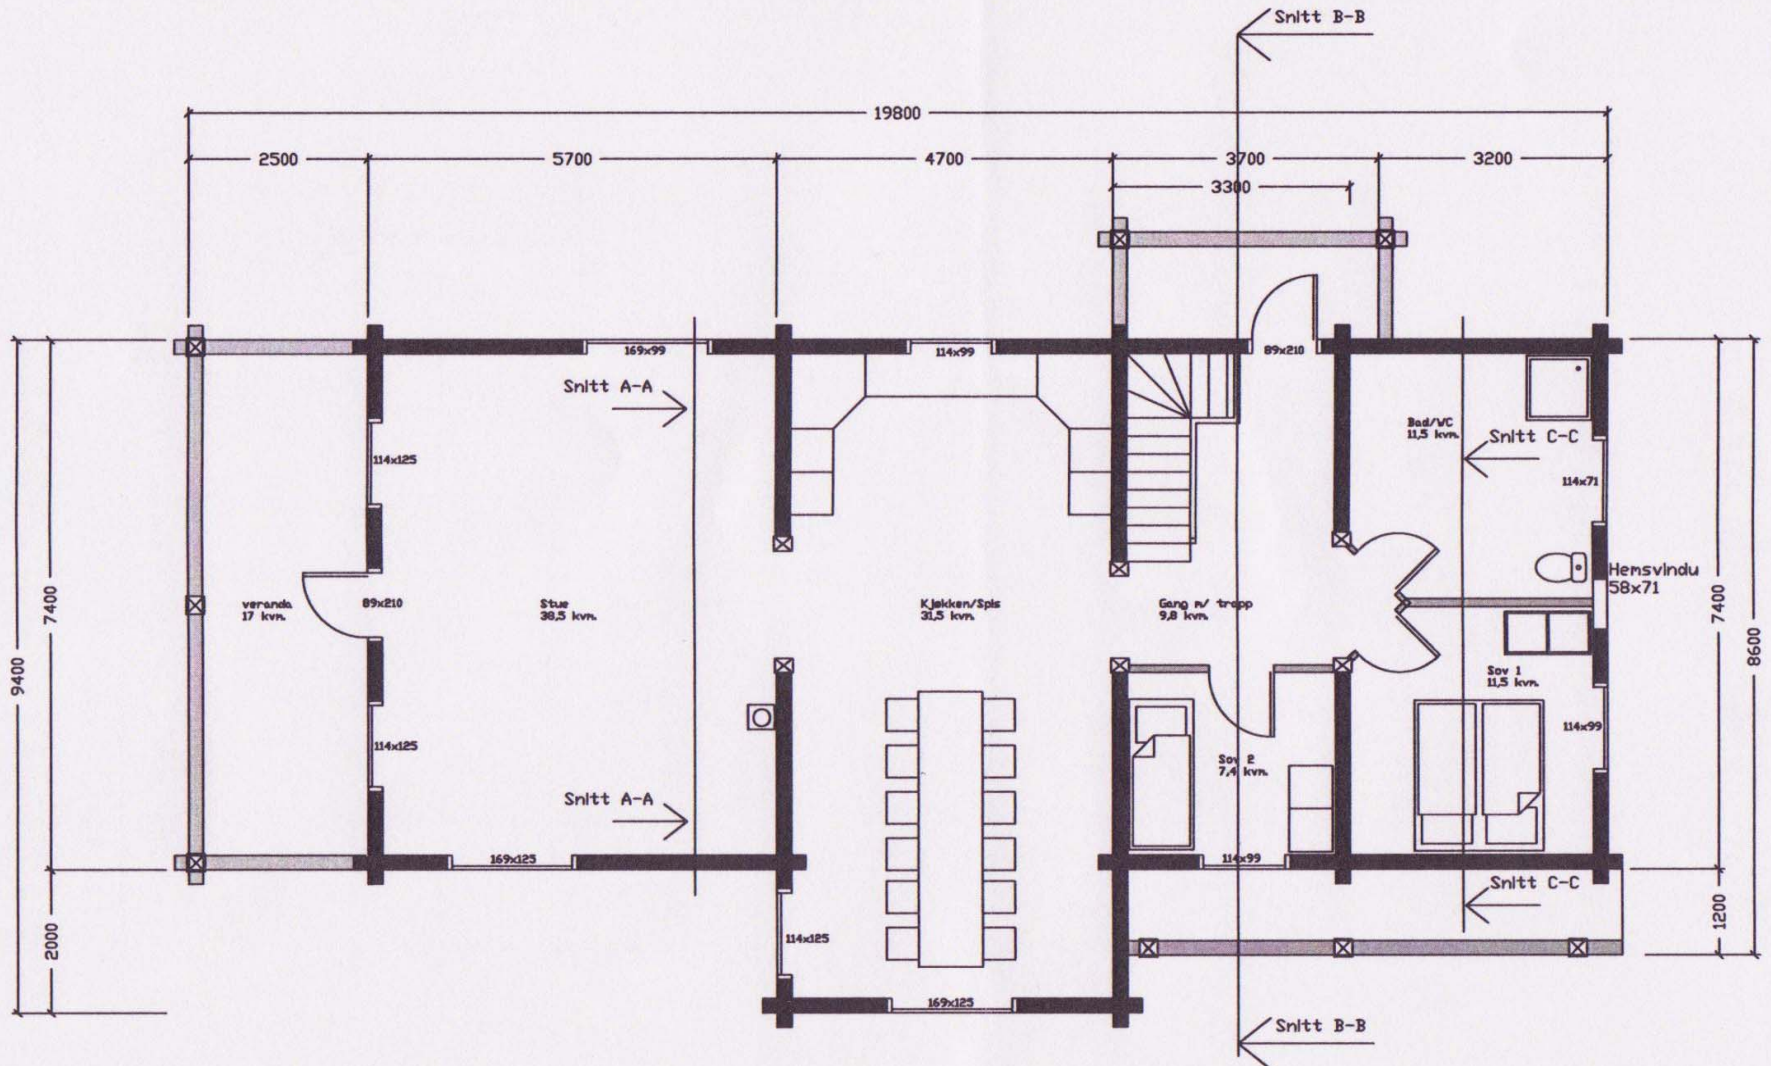 Snitt B-B
19800
2500
5700
4700
3700
3200
3300
169x99
114x99
89x210
Snitt A-A
Bad/WC
11,5 kvm.
Snitt C-C
114x125
114x71
Hemsvindu
58x71
veranda
17 kvm.
89x210
Stue
38,5 kvm.
Kjøkken/Spis
31,5 kvm.
Gang m/ trapp
9,8 kvm.
7400
9400
7400
8600
Sov 1
11,5 kvm.
114x125
114x99
Sov 2
7,4 kvm.
Snitt A-A
169x125
114x99
Snitt C-C
2000
1200
114x125
169x125
Snitt B-B